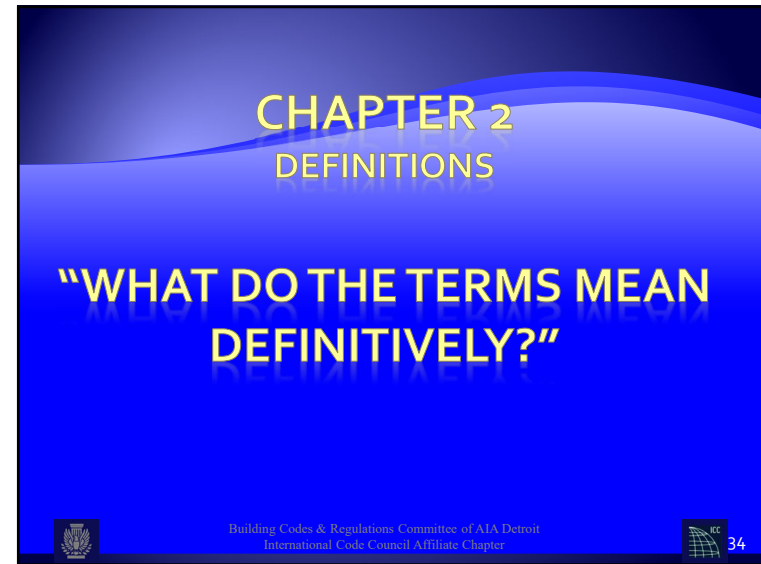 CHAPTER 2
DEFINITIONS
“WHAT DO THE TERMS MEAN
DEFINITIVELY?”
Building Codes & Regulations Committee of AIA Detroit
International Code Council Affiliate Chapter
ICC
34